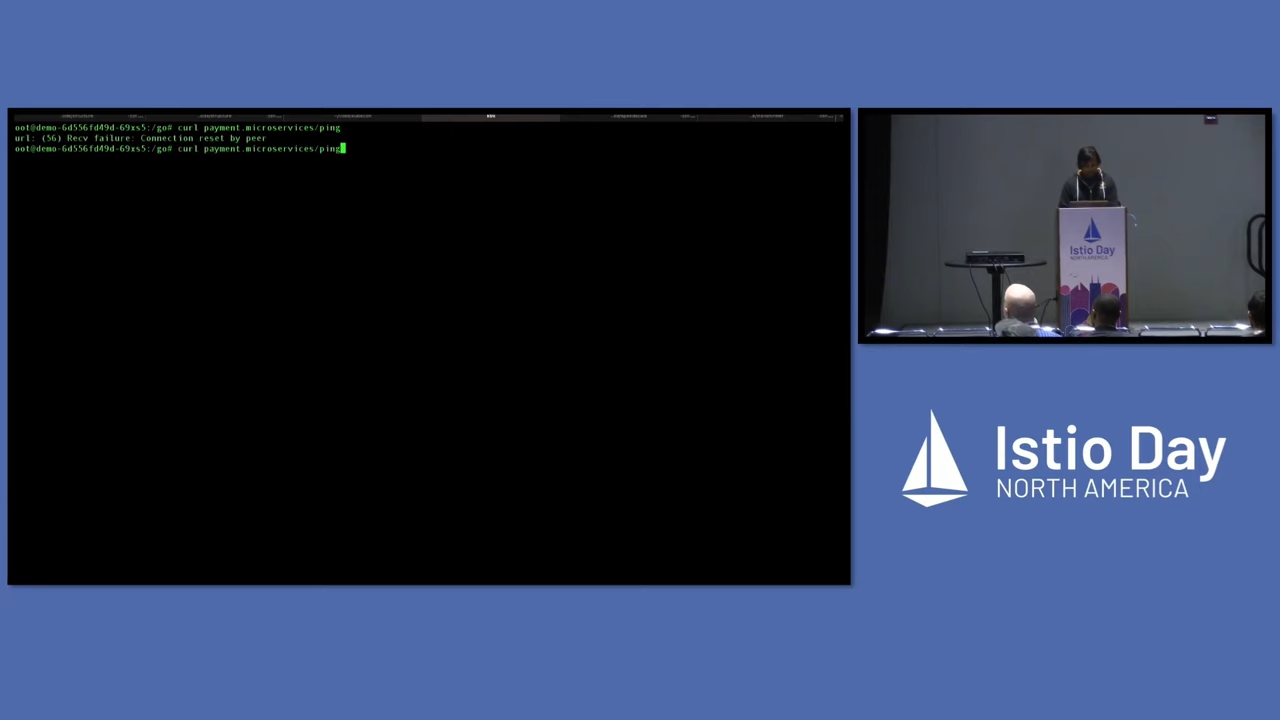 oot@demo-6d556fd49d-69xs5:/go# curl payment.microservices/ping
url: (56) Recv failure: Connection reset by peer
oot@demo-6d556fd49d-69xs5:/go# curl payment.microservices/ping
Istio Day
NORTH AMERICA
Istio Day
NORTH AMERICA